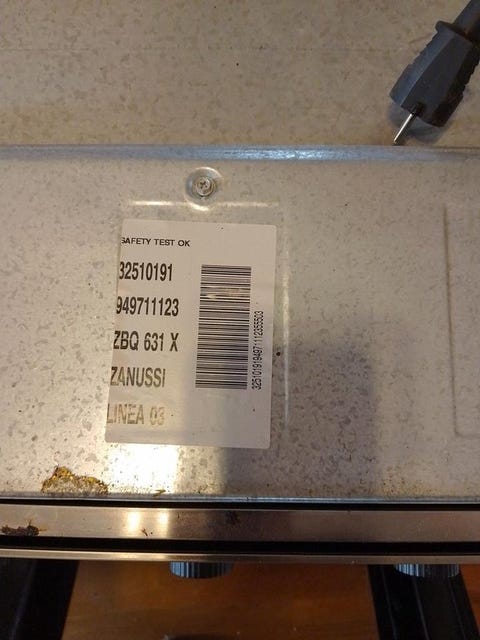 SAFETY TEST OK
32510191
949711123
ZBQ 631 X
ZANUSSI
LINEA 03